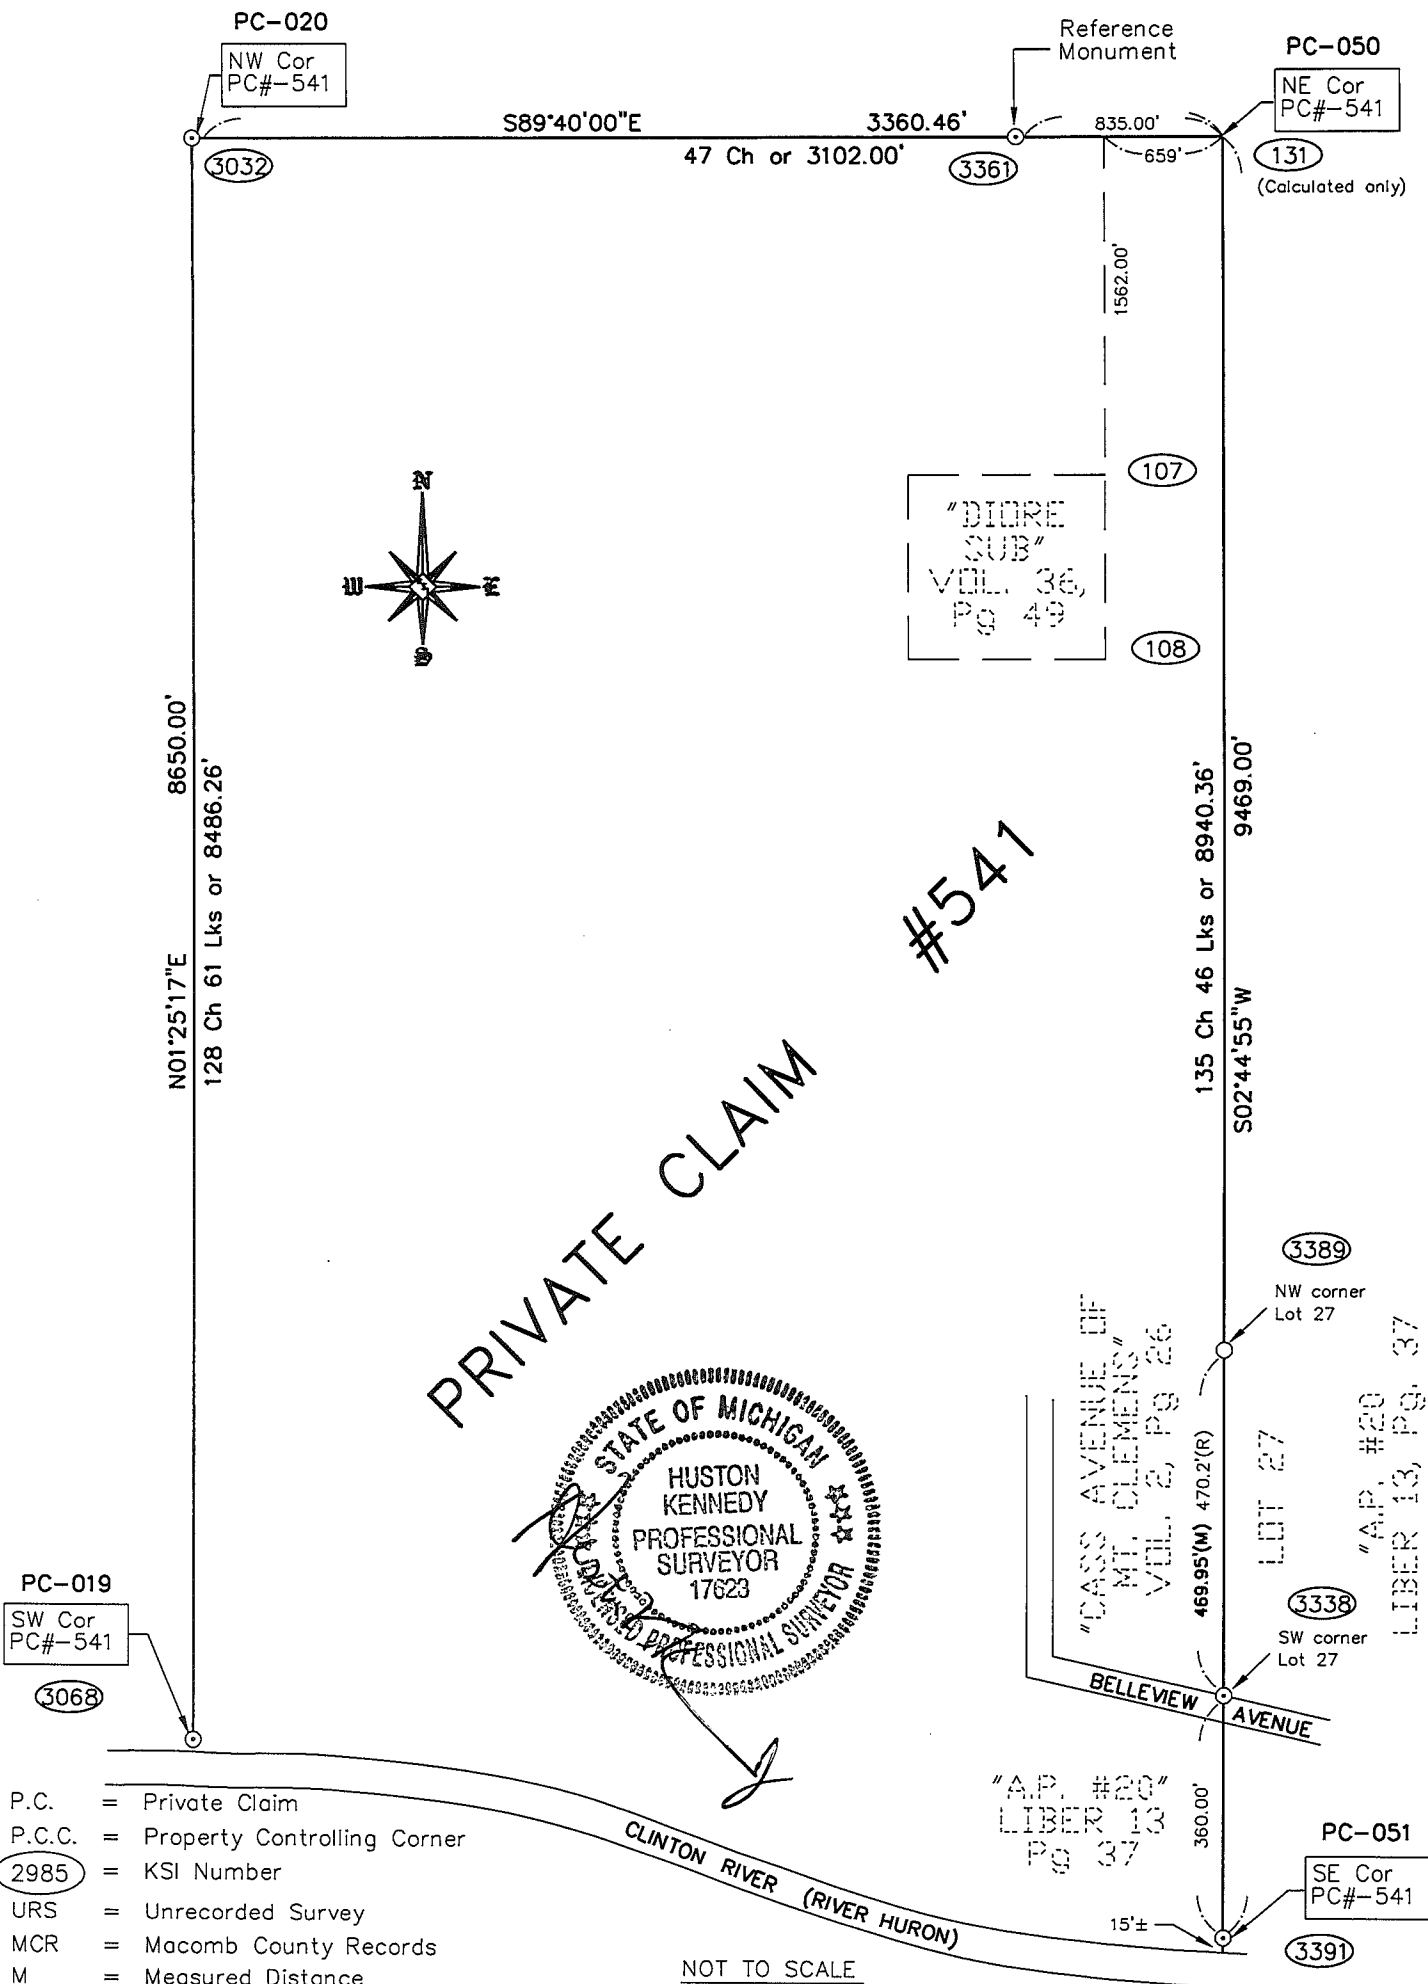 PC-020
NW Cor
PC#-541
Reference
Monument
PC-050
NE Cor
PC#-541
S89°40'00"E
3360.46'
835.00'
47 Ch or 3102.00'
659'
3032
3361
131
(Calculated only)
1562.00'
N
W
E
S
107
"DIORE
SUB"
VOL. 36,
Pg 49
108
8650.00'
N01°25'17"E
128 Ch 61 Lks or 8486.26'
135 Ch 46 Lks or 8940.36'
9469.00'
S02°44'55"W
PRIVATE CLAIM #541
3389
NW corner
Lot 27
"CASS AVENUE OF
MT. CLEMENS"
VOL. 2, Pg 26
469.95'(M) 470.2'(R)
LOT 27
"A.P. #20
LIBER 13, Pg. 37
3338
SW corner
Lot 27
STATE OF MICHIGAN
HUSTON
KENNEDY
PROFESSIONAL
SURVEYOR
17623
LICENSED PROFESSIONAL SURVEYOR
PC-019
SW Cor
PC#-541
3068
BELLEVIEW AVENUE
"A.P. #20"
LIBER 13
Pg 37
360.00'
PC-051
SE Cor
PC#-541
15'±
3391
CLINTON RIVER (RIVER HURON)
P.C. = Private Claim
P.C.C. = Property Controlling Corner
2985 = KSI Number
URS = Unrecorded Survey
MCR = Macomb County Records
M = Measured Distance
NOT TO SCALE